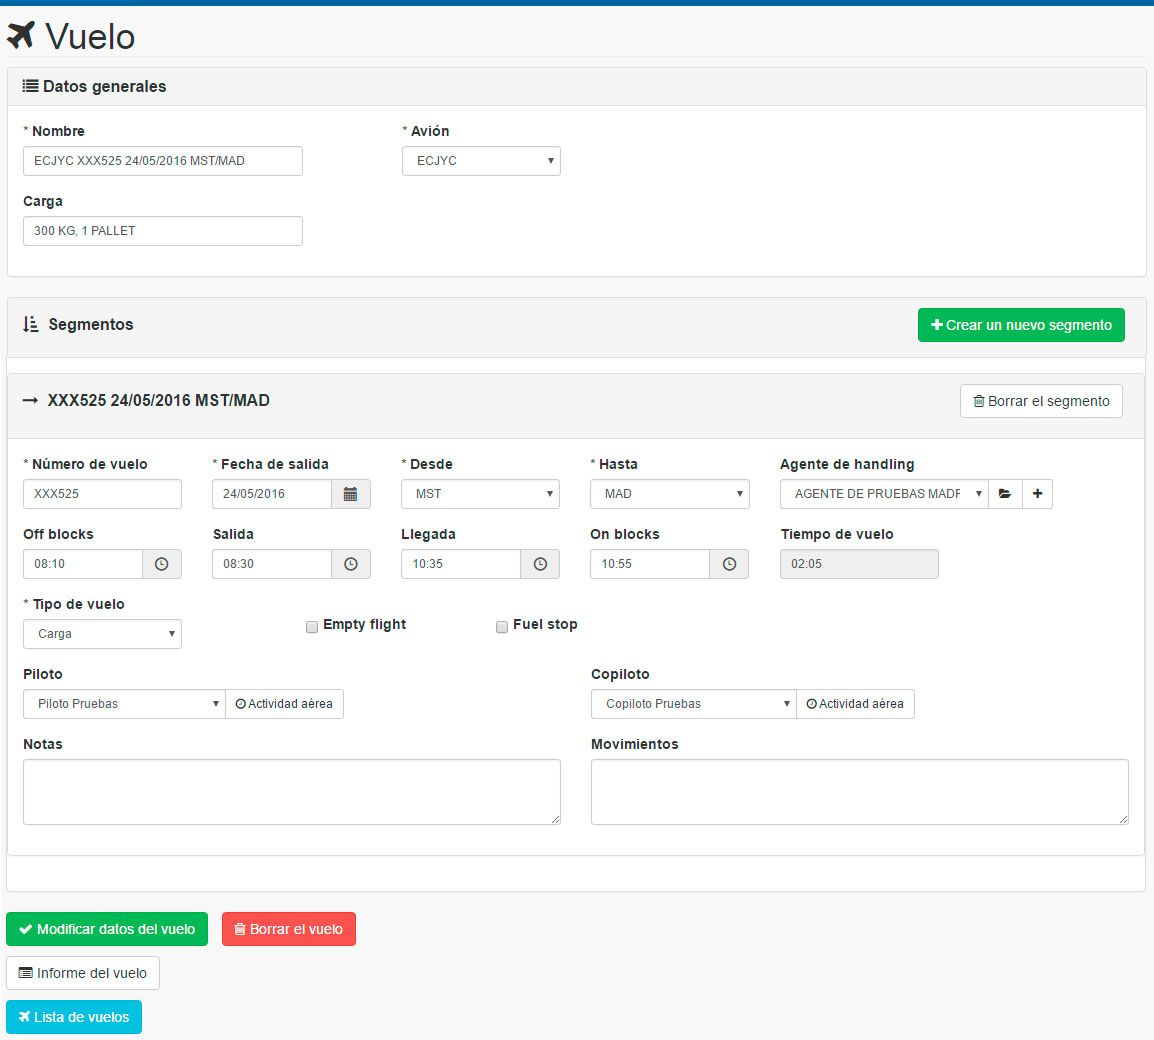 Vuelo
Datos generales
* Nombre * Avión
ECJYC XXX525 24/05/2016 MST/MAD ECJYC
Carga
300 KG, 1 PALLET
Segmentos Crear un nuevo segmento
XXX525 24/05/2016 MST/MAD Borrar el segmento
* Número de vuelo * Fecha de salida * Desde * Hasta Agente de handling
XXX525 24/05/2016 MST MAD AGENTE DE PRUEBAS MADR
Off blocks Salida Llegada On blocks Tiempo de vuelo
08:10 08:30 10:35 10:55 02:05
* Tipo de vuelo
Carga Empty flight Fuel stop
Piloto Copiloto
Piloto Pruebas Actividad aérea Copiloto Pruebas Actividad aérea
Notas Movimientos
Modificar datos del vuelo Borrar el vuelo
Informe del vuelo
Lista de vuelos